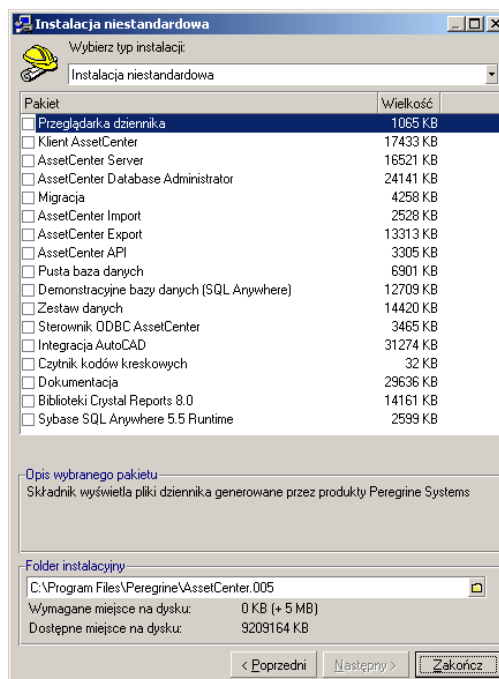 Instalacja niestandardowa
Wybierz typ instalacji:
Instalacja niestandardowa
Pakiet Wielkość
Przeglądarka dziennika 1065 KB
Klient AssetCenter 17433 KB
AssetCenter Server 16521 KB
AssetCenter Database Administrator 24141 KB
Migracja 4258 KB
AssetCenter Import 2528 KB
AssetCenter Export 13313 KB
AssetCenter API 3305 KB
Pusta baza danych 6901 KB
Demonstracyjne bazy danych (SQL Anywhere) 12709 KB
Zestaw danych 14420 KB
Sterownik ODBC AssetCenter 3465 KB
Integracja AutoCAD 31274 KB
Czytnik kodów kreskowych 32 KB
Dokumentacja 29636 KB
Biblioteki Crystal Reports 8.0 14161 KB
Sybase SQL Anywhere 5.5 Runtime 2599 KB
Opis wybranego pakietu
Składnik wyświetla pliki dziennika generowane przez produkty Peregrine Systems
Folder instalacyjny
C:\Program Files\Peregrine\AssetCenter.005
Wymagane miejsce na dysku: 0 KB (+ 5 MB)
Dostępne miejsce na dysku: 9209164 KB
< Poprzedni Następny > Zakończ